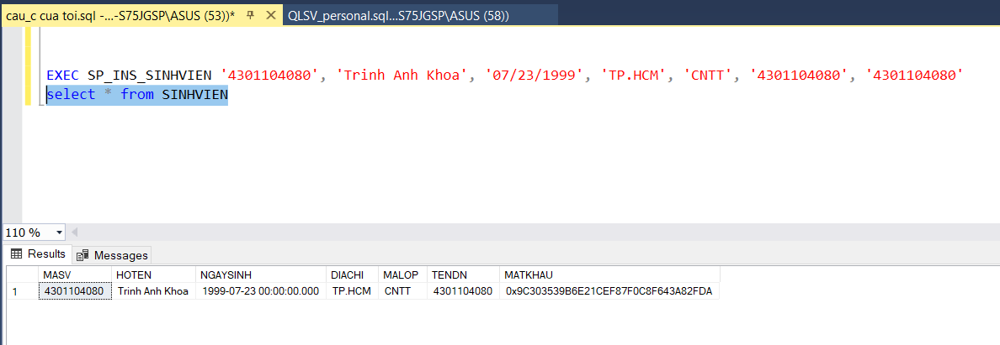 cau_c cua toi.sql -...-S75JGSP\ASUS (53))* QLSV_personal.sql...S75JGSP\ASUS (58))
EXEC SP_INS_SINHVIEN '4301104080', 'Trinh Anh Khoa', '07/23/1999', 'TP.HCM', 'CNTT', '4301104080', '4301104080'
select * from SINHVIEN
110 %
Results Messages
MASV HOTEN NGAYSINH DIACHI MALOP TENDN MATKHAU
1 4301104080 Trinh Anh Khoa 1999-07-23 00:00:00.000 TP.HCM CNTT 4301104080 0x9C303539B6E21CEF87F0C8F643A82FDA